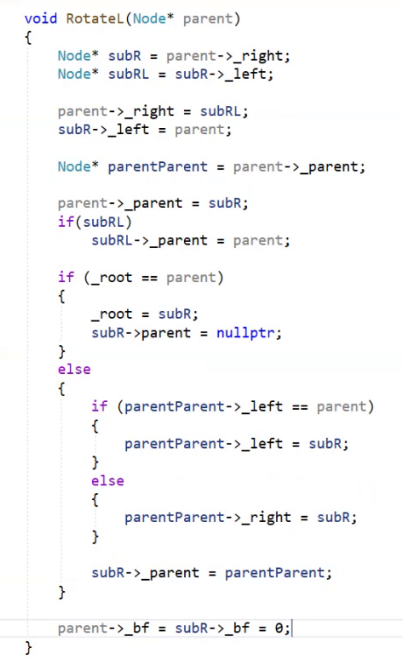 void RotateL(Node* parent)
{
    Node* subR = parent->_right;
    Node* subRL = subR->_left;

    parent->_right = subRL;
    subR->_left = parent;

    Node* parentParent = parent->_parent;

    parent->_parent = subR;
    if(subRL)
        subRL->_parent = parent;

    if (_root == parent)
    {
        _root = subR;
        subR->parent = nullptr;
    }
    else
    {
        if (parentParent->_left == parent)
        {
            parentParent->_left = subR;
        }
        else
        {
            parentParent->_right = subR;
        }

        subR->_parent = parentParent;
    }

    parent->_bf = subR->_bf = 0;
}